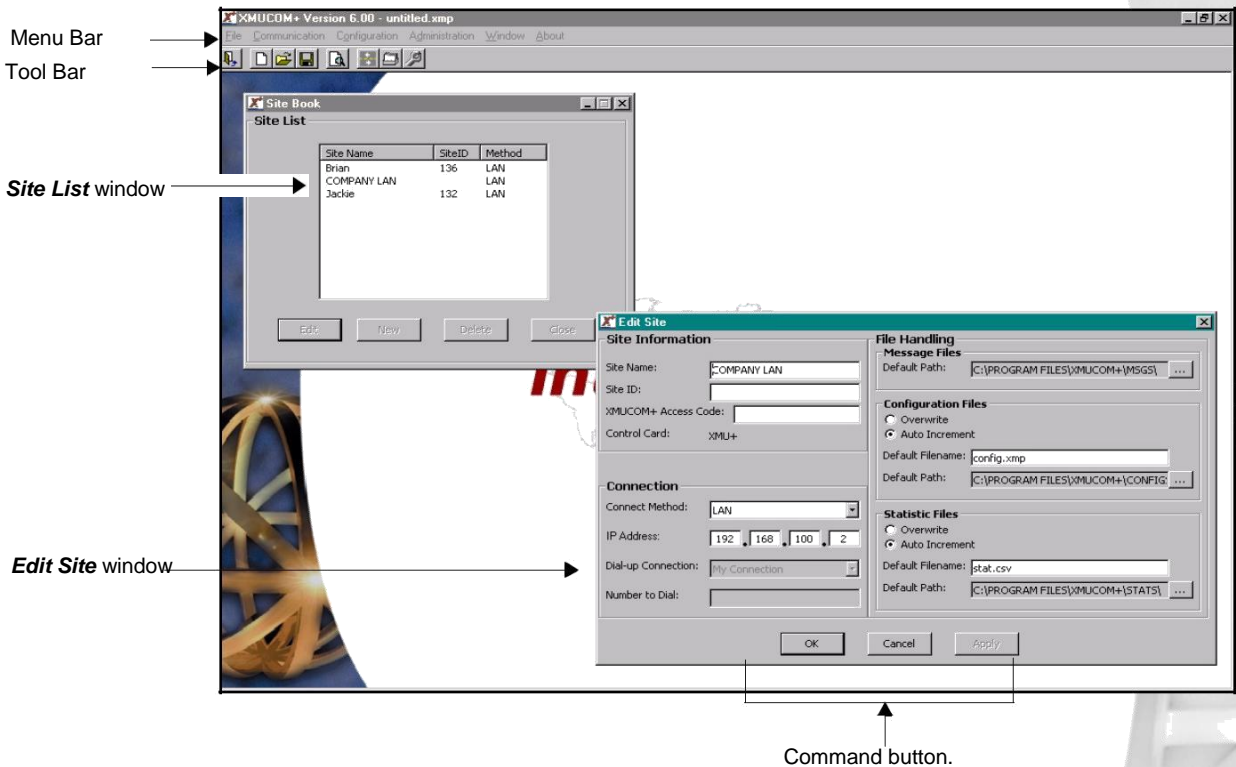 XMUCOM+ Version 6.00 - untitled.xmp
Menu Bar
File Communication Configuration Administration Window About
Tool Bar
Site Book
Site List
Site Name SiteID Method
Brian 136 LAN
COMPANY LAN LAN
Jackie 132 LAN
Site List window
Edit New Delete Close
Edit Site
Site Information
Site Name: COMPANY LAN
Site ID:
XMUCOM+ Access Code:
Control Card: XMU+
Connection
Connect Method: LAN
IP Address: 192 . 168 . 100 . 2
Dial-up Connection: My Connection
Number to Dial:
File Handling
Message Files
Default Path: C:\PROGRAM FILES\XMUCOM+\MSGS\ ...
Configuration Files
Overwrite
Auto Increment
Default Filename: config.xmp
Default Path: C:\PROGRAM FILES\XMUCOM+\CONFIG ...
Statistic Files
Overwrite
Auto Increment
Default Filename: stat.csv
Default Path: C:\PROGRAM FILES\XMUCOM+\STATS\ ...
Edit Site window
OK Cancel Apply
Command button.